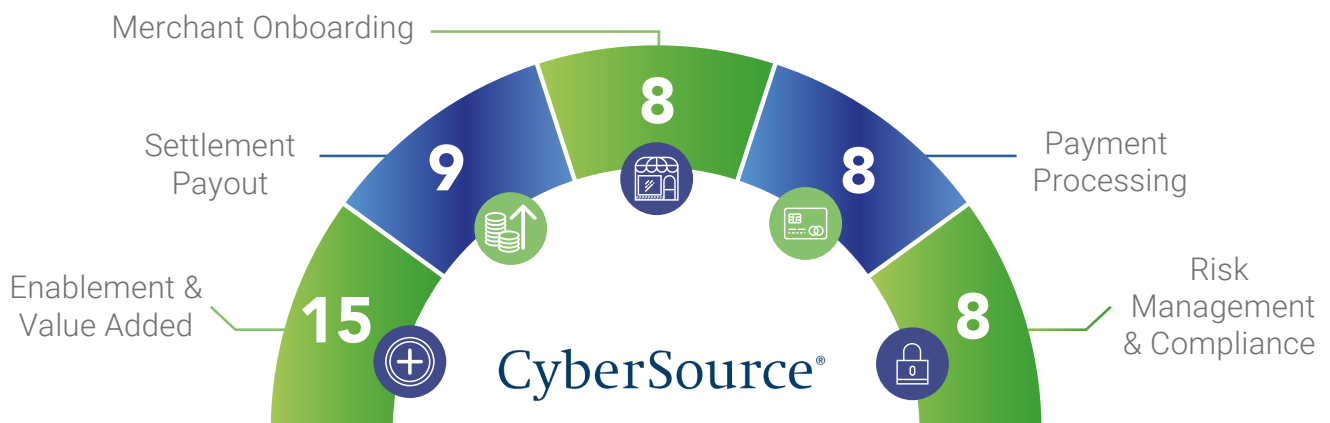 Merchant Onboarding
8
Settlement
Payout
9
8
Payment
Processing
Enablement &
Value Added
15
8
Risk
Management
& Compliance
CyberSource®